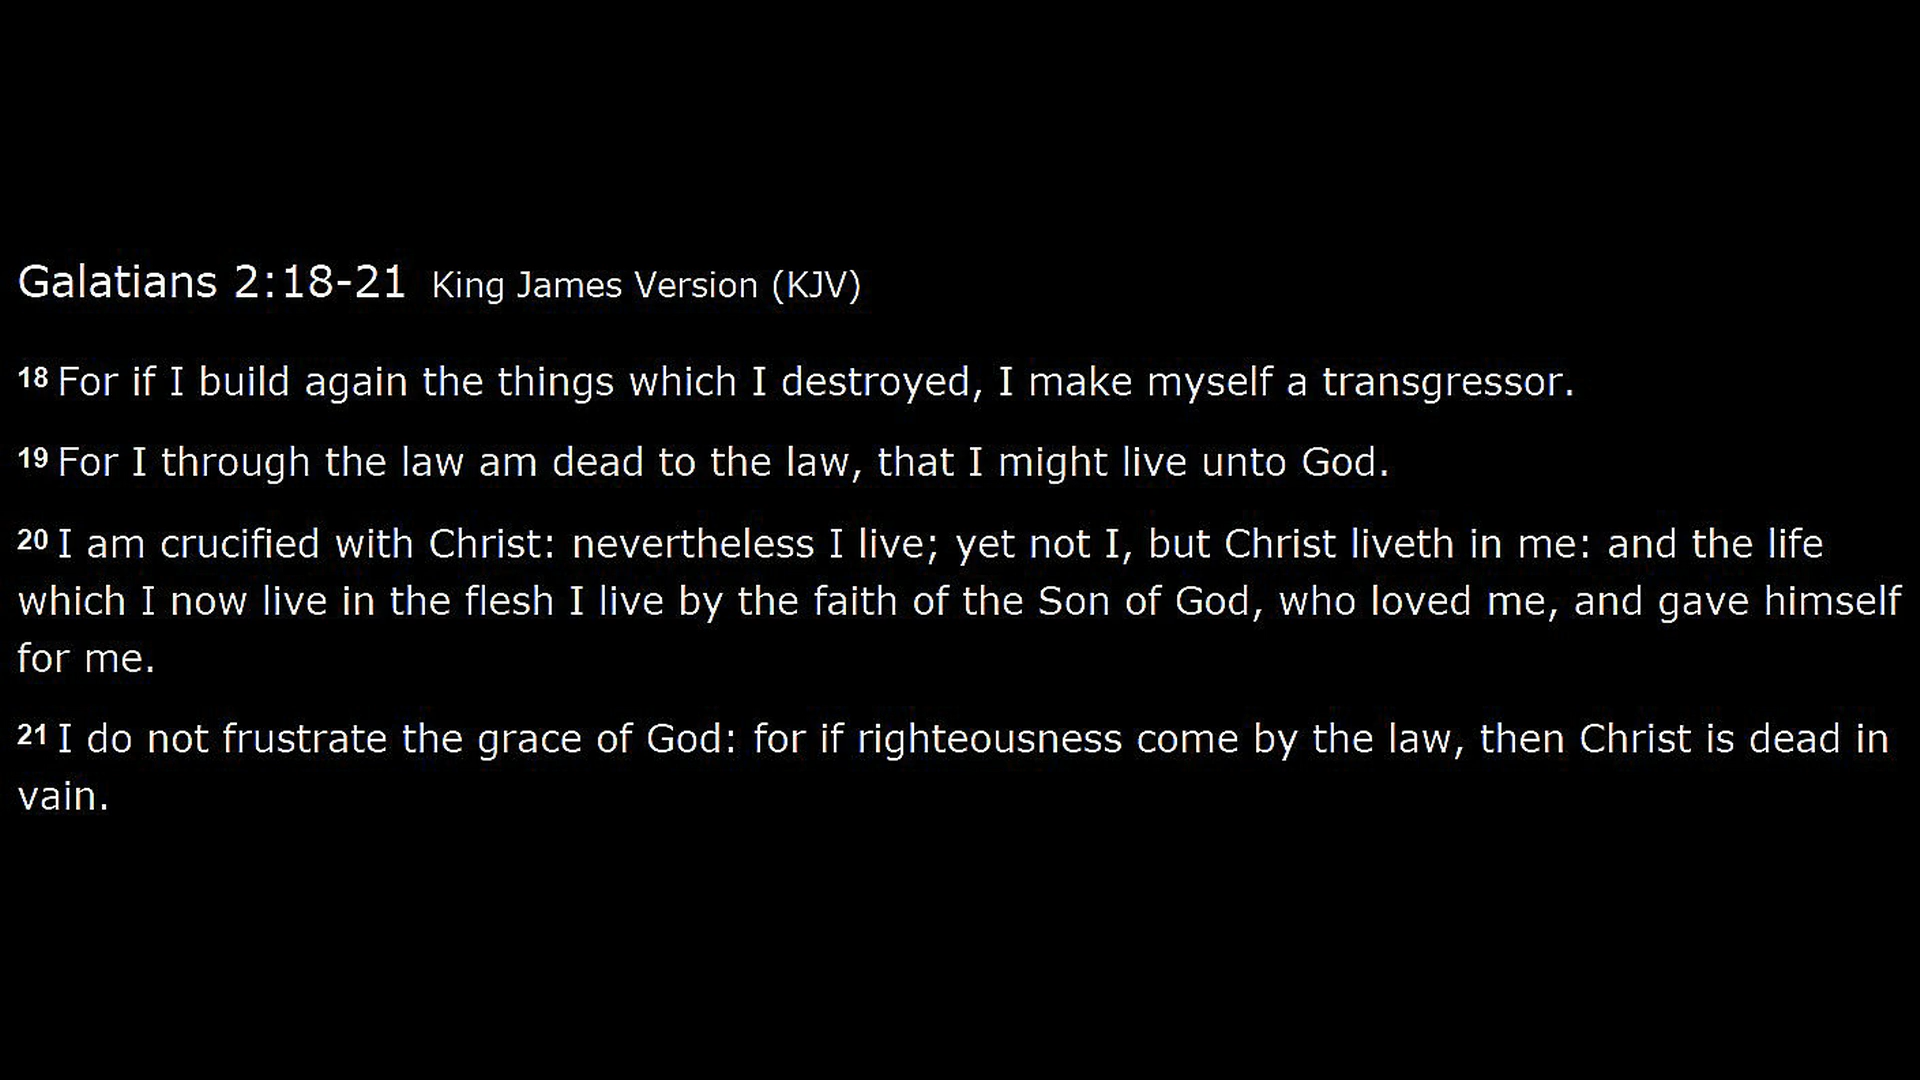 Galatians 2:18-21 King James Version (KJV)
18 For if I build again the things which I destroyed, I make myself a transgressor.
19 For I through the law am dead to the law, that I might live unto God.
20 I am crucified with Christ: nevertheless I live; yet not I, but Christ liveth in me: and the life
which I now live in the flesh I live by the faith of the Son of God, who loved me, and gave himself
for me.
21 I do not frustrate the grace of God: for if righteousness come by the law, then Christ is dead in
vain.